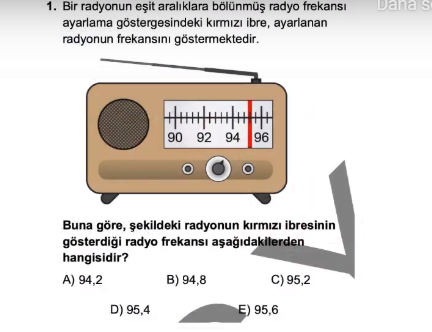 Daha s
1. Bir radyonun eşit aralıklara bölünmüş radyo frekansı
ayarlama göstergesindeki kırmızı ibre, ayarlanan
radyonun frekansını göstermektedir.
90 92 94 96
Buna göre, şekildeki radyonun kırmızı ibresinin
gösterdiği radyo frekansı aşağıdakilerden
hangisidir?
A) 94,2 B) 94,8 C) 95,2
D) 95,4 E) 95,6